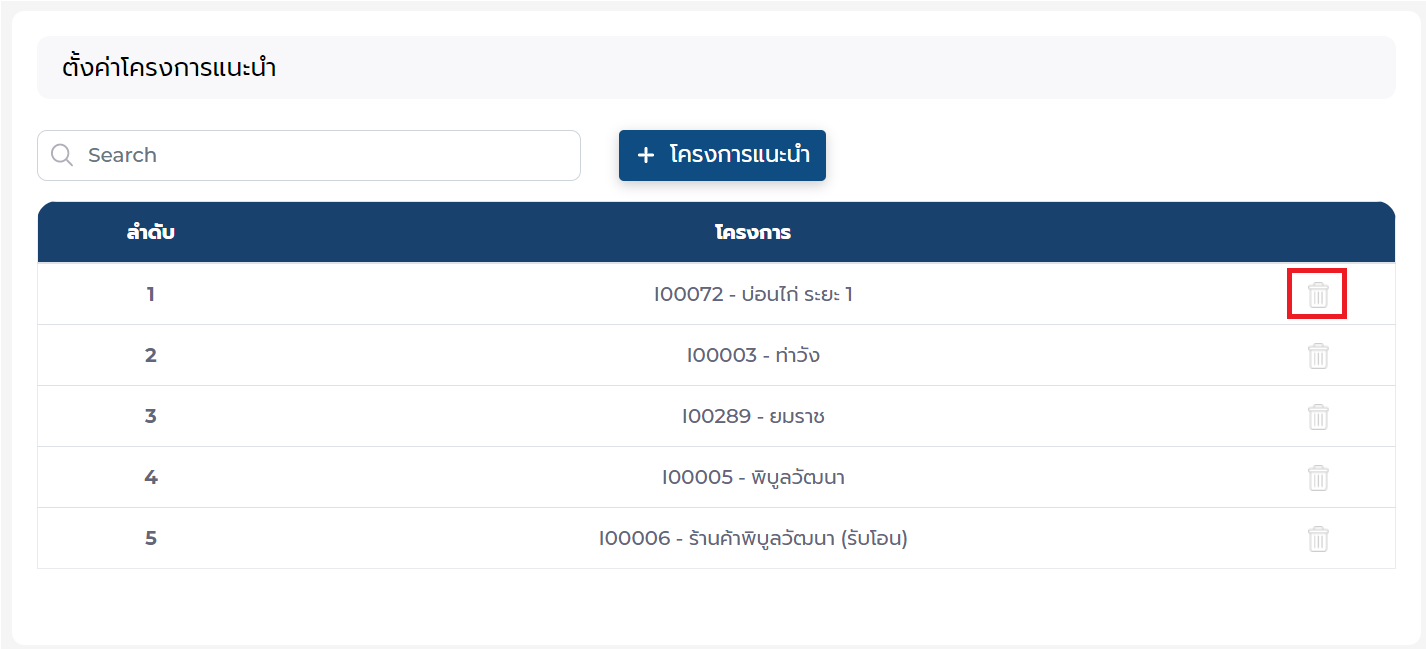 ตั้งค่าโครงการแนะนำ
Search
+ โครงการแนะนำ
ลำดับ โครงการ
1 I00072 - บ่อนไก่ ระยะ 1
2 I00003 - ท่าวัง
3 I00289 - ยมราช
4 I00005 - พิบูลวัฒนา
5 I00006 - ร้านค้าพิบูลวัฒนา (รับโอน)